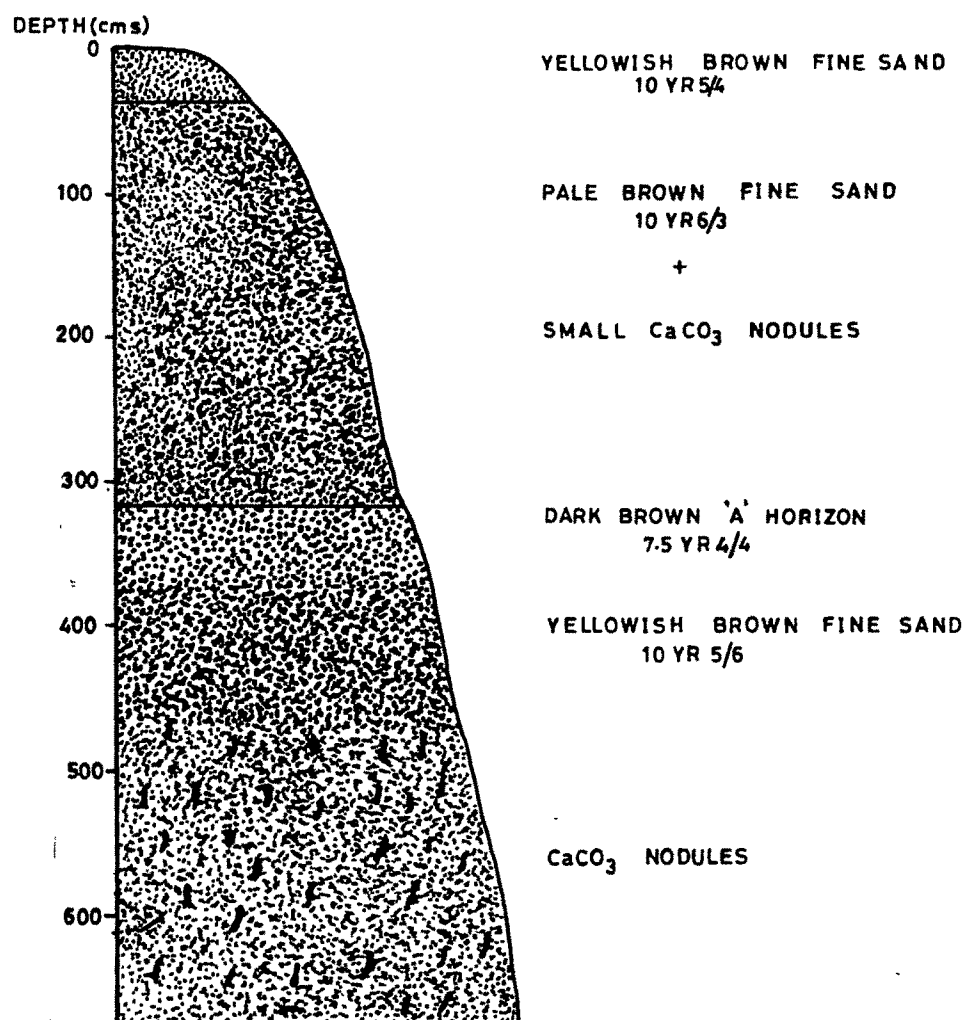 DEPTH (cms)
0
YELLOWISH BROWN FINE SAND
10 YR 5/4
100
PALE BROWN FINE SAND
10 YR 6/3
+
200
SMALL CaCO₃ NODULES
300
DARK BROWN 'A' HORIZON
7.5 YR 4/4
400
YELLOWISH BROWN FINE SAND
10 YR 5/6
500
CaCO₃ NODULES
600